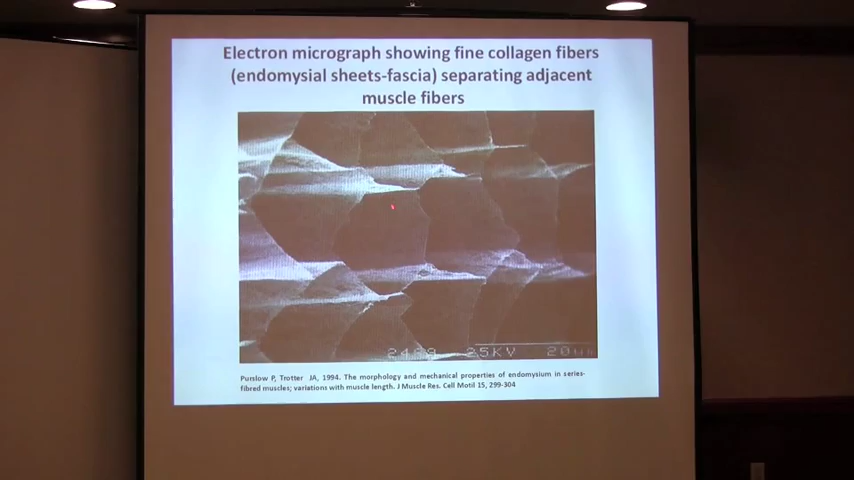 Electron micrograph showing fine collagen fibers
(endomysial sheets-fascia) separating adjacent
muscle fibers
25KV 20um
Purslow P, Trotter JA, 1994. The morphology and mechanical properties of endomysium in series-
fibred muscles; variations with muscle length. J Muscle Res. Cell Motil 15, 299-304